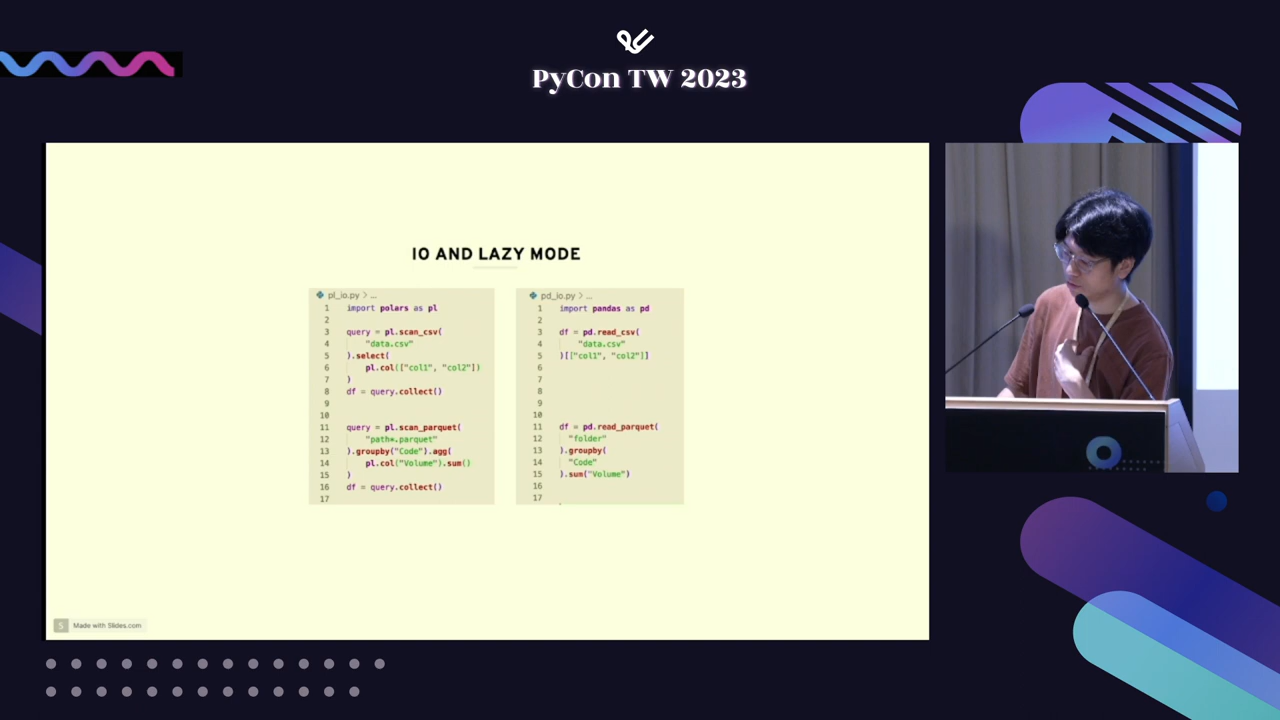 PyCon TW 2023
IO AND LAZY MODE
pl_io.py > ...
1 import polars as pl
2
3 query = pl.scan_csv(
4 "data.csv"
5 ).select(
6 pl.col(["col1", "col2"])
7 )
8 df = query.collect()
9
10
11 query = pl.scan_parquet(
12 "path*.parquet"
13 ).groupby("Code").agg(
14 pl.col("Volume").sum()
15 )
16 df = query.collect()
17
pd_io.py > ...
1 import pandas as pd
2
3 df = pd.read_csv(
4 "data.csv"
5 )[["col1", "col2"]]
6
7
8
9
10
11 df = pd.read_parquet(
12 "folder"
13 ).groupby(
14 "Code"
15 ).sum("Volume")
16
17
S Made with Slides.com